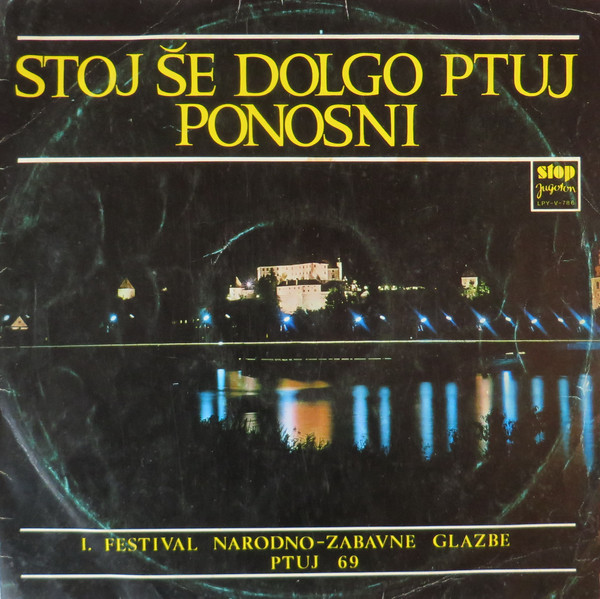 STOJ ŠE DOLGO PTUJ
PONOSNI
stop
Jugoton
LPY-V-786
I. FESTIVAL NARODNO-ZABAVNE GLAZBE
PTUJ 69